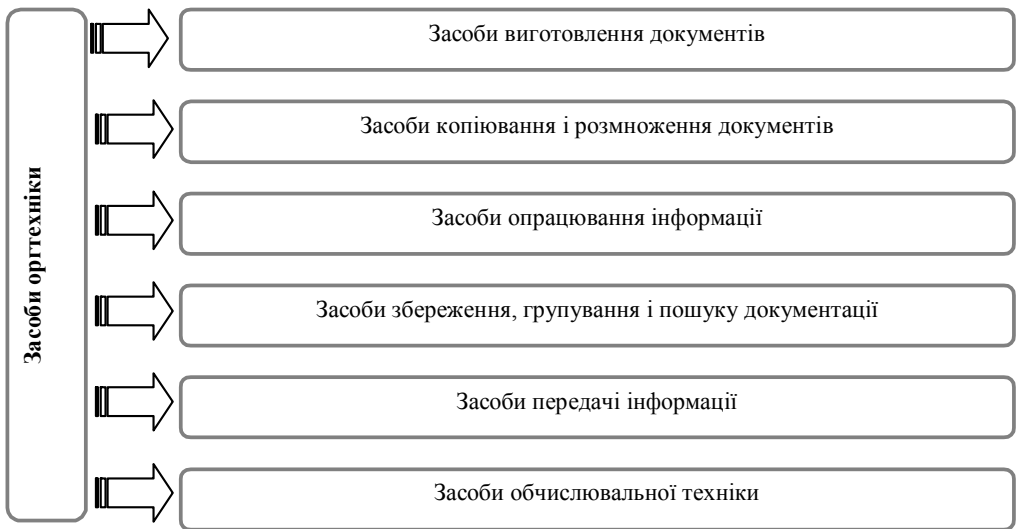 Засоби оргтехніки
Засоби виготовлення документів
Засоби копіювання і розмноження документів
Засоби опрацювання інформації
Засоби збереження, групування і пошуку документації
Засоби передачі інформації
Засоби обчислювальної техніки